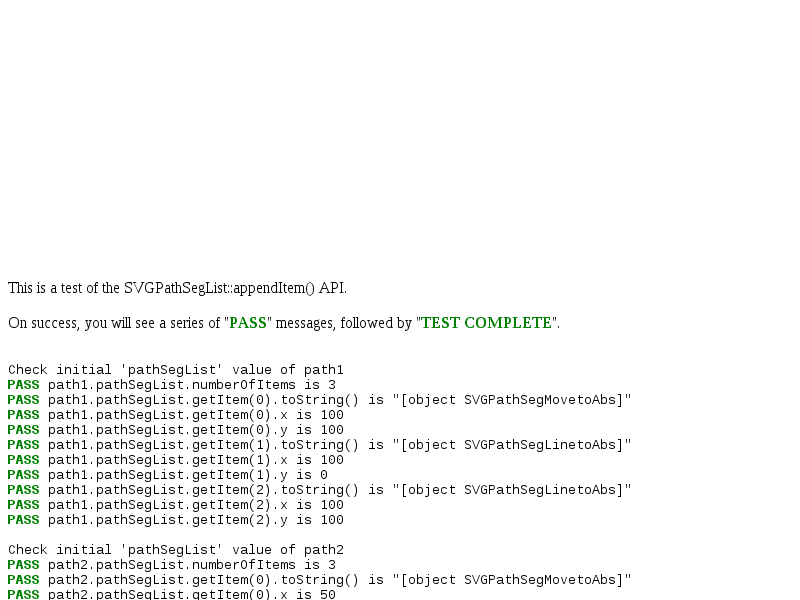 This is a test of the SVGPathSegList::appendItem() API.
On success, you will see a series of "PASS" messages, followed by "TEST COMPLETE".
Check initial 'pathSegList' value of path1
PASS path1.pathSegList.numberOfItems is 3
PASS path1.pathSegList.getItem(0).toString() is "[object SVGPathSegMovetoAbs]"
PASS path1.pathSegList.getItem(0).x is 100
PASS path1.pathSegList.getItem(0).y is 100
PASS path1.pathSegList.getItem(1).toString() is "[object SVGPathSegLinetoAbs]"
PASS path1.pathSegList.getItem(1).x is 100
PASS path1.pathSegList.getItem(1).y is 0
PASS path1.pathSegList.getItem(2).toString() is "[object SVGPathSegLinetoAbs]"
PASS path1.pathSegList.getItem(2).x is 100
PASS path1.pathSegList.getItem(2).y is 100
Check initial 'pathSegList' value of path2
PASS path2.pathSegList.numberOfItems is 3
PASS path2.pathSegList.getItem(0).toString() is "[object SVGPathSegMovetoAbs]"
PASS path2.pathSegList.getItem(0).x is 50